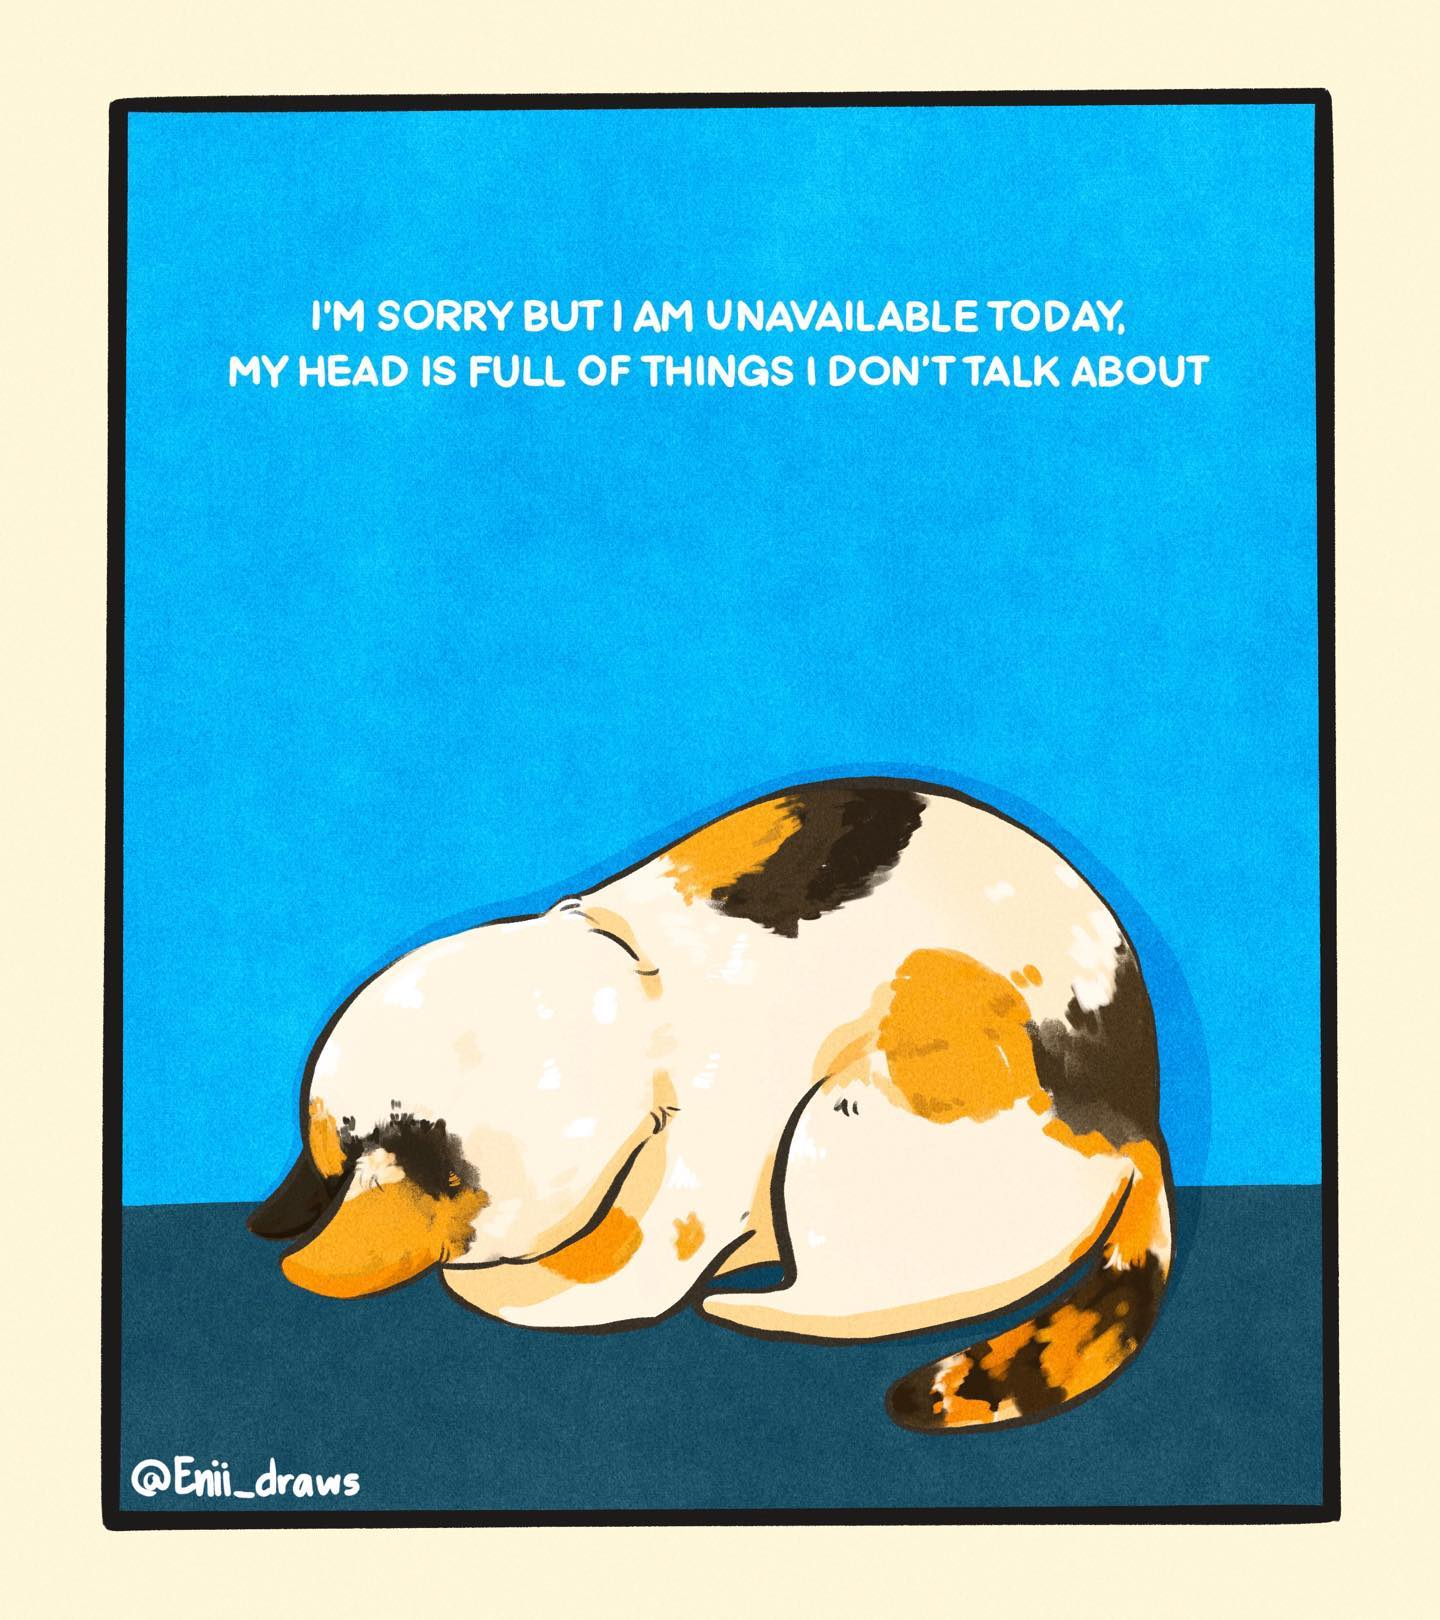 I'M SORRY BUT I AM UNAVAILABLE TODAY,
MY HEAD IS FULL OF THINGS I DON'T TALK ABOUT
@Enii_draws